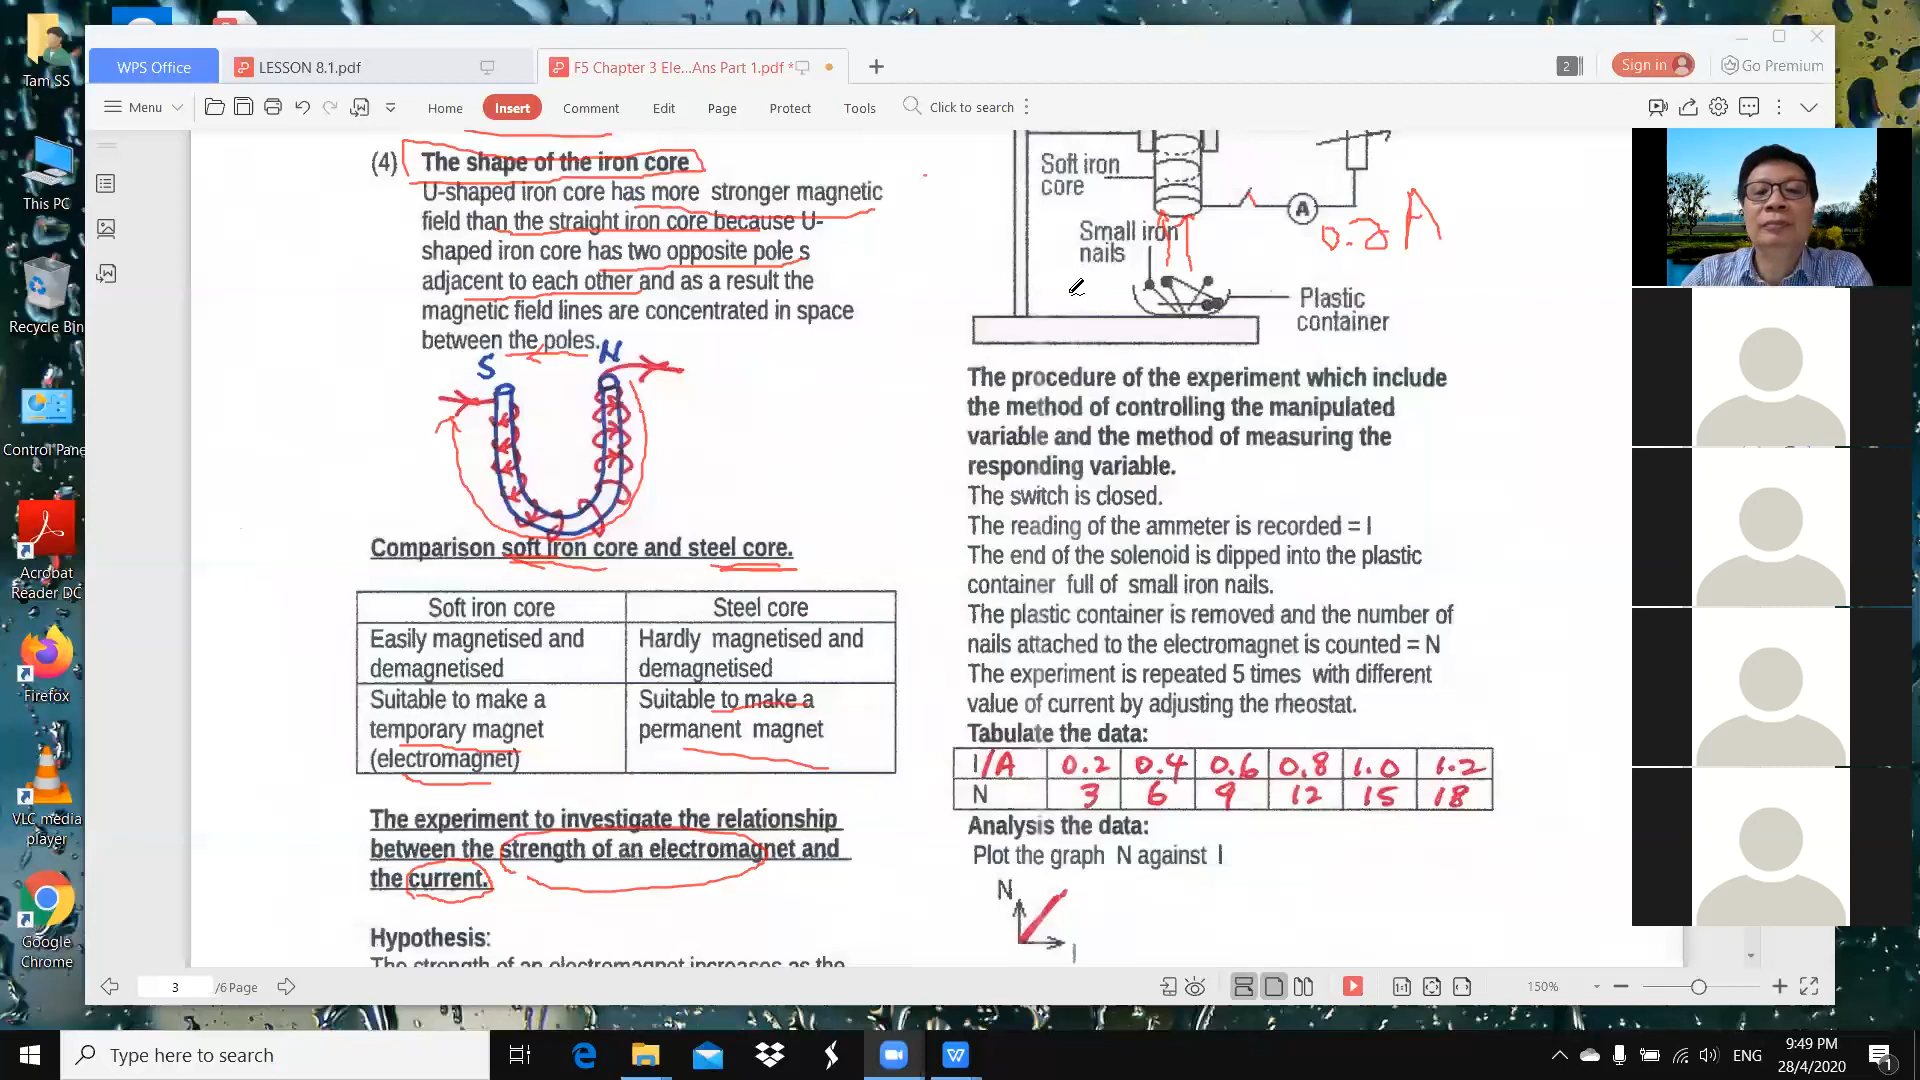 Tam SS
This PC
Recycle Bin
Control Pane
Acrobat
Reader DC
Firefox
VLC media
player
Google
Chrome
WPS Office
LESSON 8.1.pdf
F5 Chapter 3 Ele...Ans Part 1.pdf *
2
Sign in
Go Premium
Menu
Home
Insert
Comment
Edit
Page
Protect
Tools
Click to search
(4) The shape of the iron core
U-shaped iron core has more stronger magnetic
field than the straight iron core because U-
shaped iron core has two opposite pole s
adjacent to each other and as a result the
magnetic field lines are concentrated in space
between the poles.
S N
Comparison soft iron core and steel core.
Soft iron core Steel core
Easily magnetised and Hardly magnetised and
demagnetised demagnetised
Suitable to make a Suitable to make a
temporary magnet permanent magnet
(electromagnet)
The experiment to investigate the relationship
between the strength of an electromagnet and
the current.
Hypothesis:
The strength of an electromagnet increases as the
Soft iron
core
A
0.2 A
Small iron
nails
Plastic
container
The procedure of the experiment which include
the method of controlling the manipulated
variable and the method of measuring the
responding variable.
The switch is closed.
The reading of the ammeter is recorded = I
The end of the solenoid is dipped into the plastic
container full of small iron nails.
The plastic container is removed and the number of
nails attached to the electromagnet is counted = N
The experiment is repeated 5 times with different
value of current by adjusting the rheostat.
Tabulate the data:
I/A 0.2 0.4 0.6 0.8 1.0 1.2
N 3 6 9 12 15 18
Analysis the data:
Plot the graph N against I
N
I
3 /6 Page
150%
Type here to search
ENG
9:49 PM
28/4/2020
1